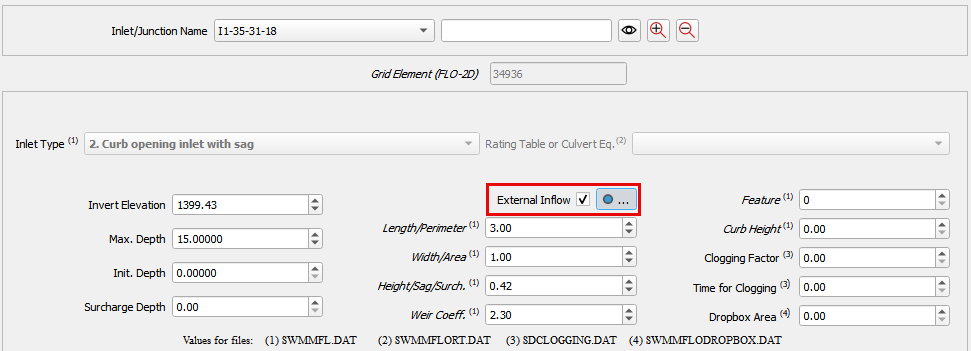 Inlet/Junction Name I1-35-31-18
Grid Element (FLO-2D) 34936
Inlet Type (1) 2. Curb opening inlet with sag Rating Table or Culvert Eq.(2)
Invert Elevation 1399.43
Max. Depth 15.00000
Init. Depth 0.00000
Surcharge Depth 0.00
External Inflow ...
Length/Perimeter (1) 3.00
Width/Area (1) 1.00
Height/Sag/Surch. (1) 0.42
Weir Coeff. (1) 2.30
Feature (1) 0
Curb Height (1) 0.00
Clogging Factor (3) 0.00
Time for Clogging (3) 0.00
Dropbox Area (4) 0.00
Values for files: (1) SWMMFL.DAT (2) SWMMFLORT.DAT (3) SDCLOGGING.DAT (4) SWMMFLODROPBOX.DAT